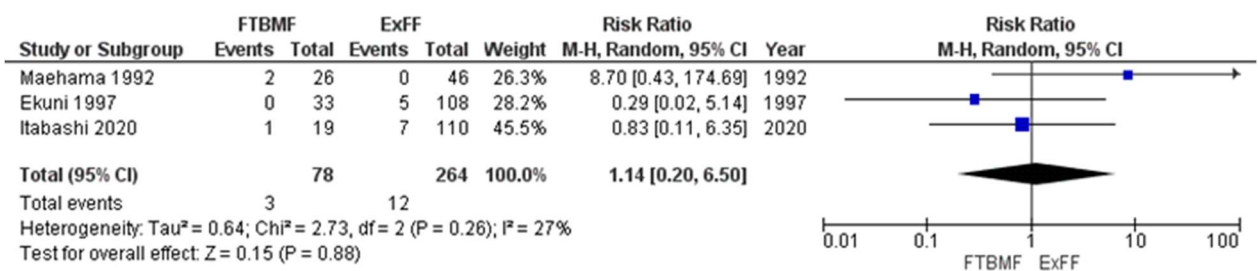 FTBMF ExFF Risk Ratio Risk Ratio
Study or Subgroup Events Total Events Total Weight M-H, Random, 95% CI Year M-H, Random, 95% CI
Maehama 1992 2 26 0 46 26.3% 8.70 [0.43, 174.69] 1992
Ekuni 1997 0 33 5 108 28.2% 0.29 [0.02, 5.14] 1997
Itabashi 2020 1 19 7 110 45.5% 0.83 [0.11, 6.35] 2020
Total (95% CI) 78 264 100.0% 1.14 [0.20, 6.50]
Total events 3 12
Heterogeneity: Tau² = 0.64; Chi² = 2.73, df = 2 (P = 0.26); I² = 27%
Test for overall effect: Z = 0.15 (P = 0.88)
0.01 0.1 1 10 100
FTBMF ExFF